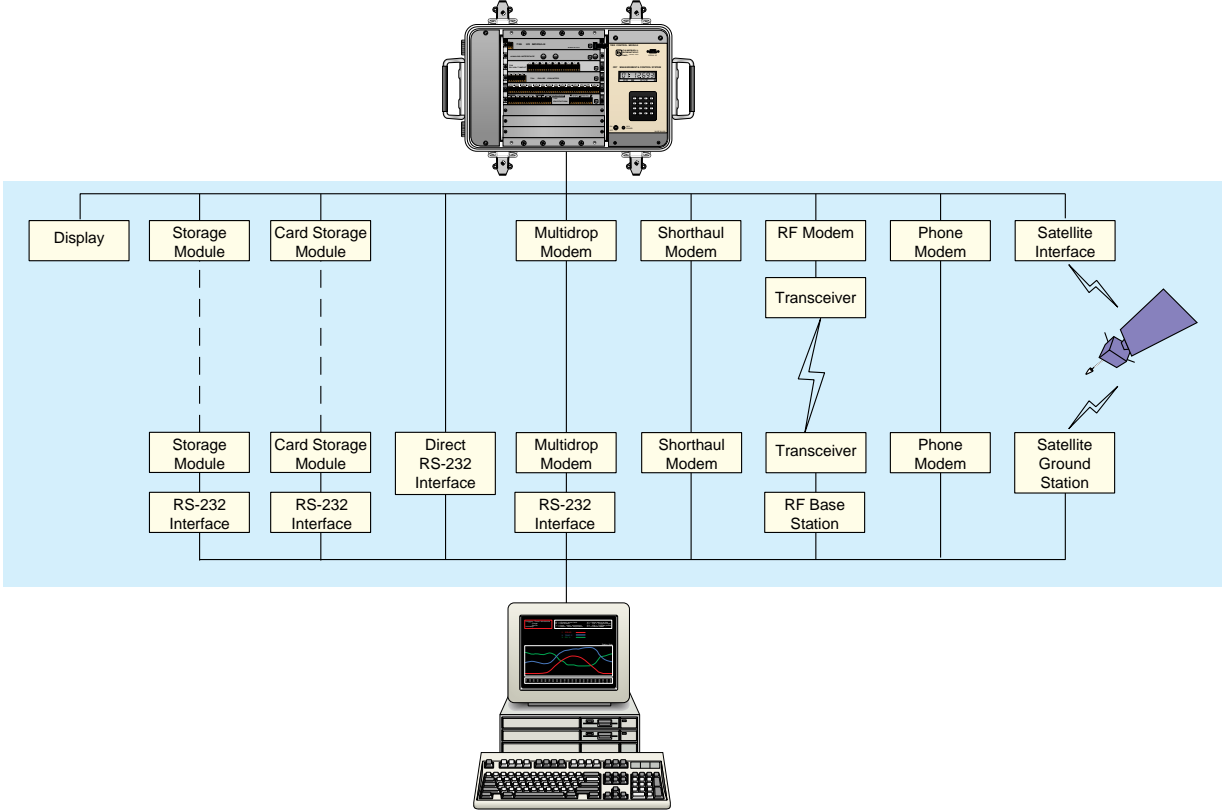 Display
Storage
Module
Card Storage
Module
Multidrop
Modem
Shorthaul
Modem
RF Modem
Transceiver
Phone
Modem
Satellite
Interface
Storage
Module
RS-232
Interface
Card Storage
Module
RS-232
Interface
Direct
RS-232
Interface
Multidrop
Modem
RS-232
Interface
Shorthaul
Modem
Transceiver
RF Base
Station
Phone
Modem
Satellite
Ground
Station